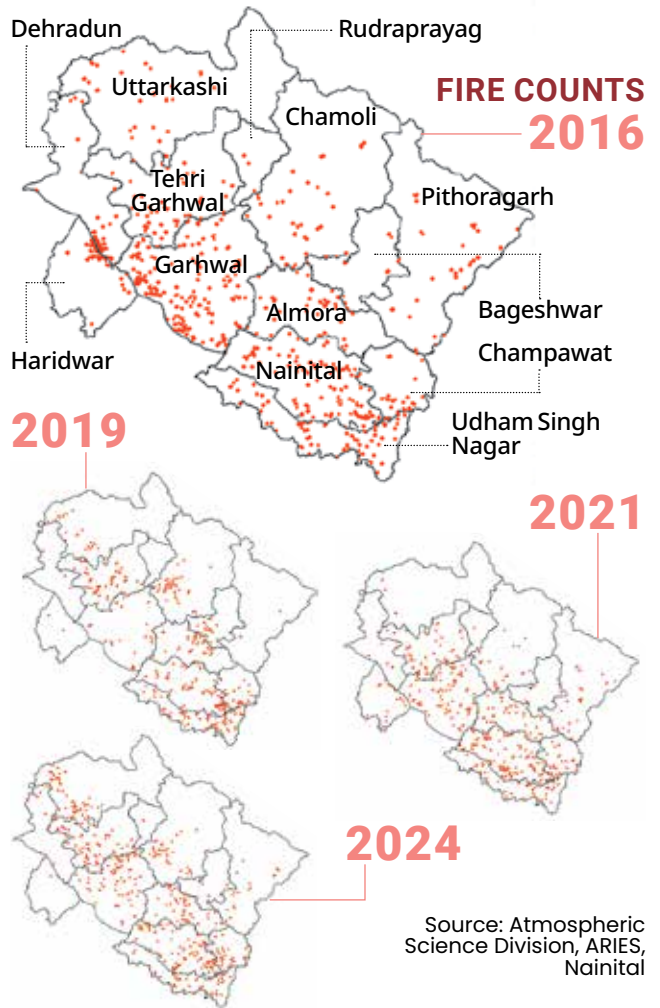 Dehradun
Rudraprayag
Uttarkashi
FIRE COUNTS
2016
Chamoli
Tehri
Garhwal
Pithoragarh
Garhwal
Almora
Bageshwar
Haridwar
Champawat
Nainital
Udham Singh
Nagar
2019
2021
2024
Source: Atmospheric
Science Division, ARIES,
Nainital